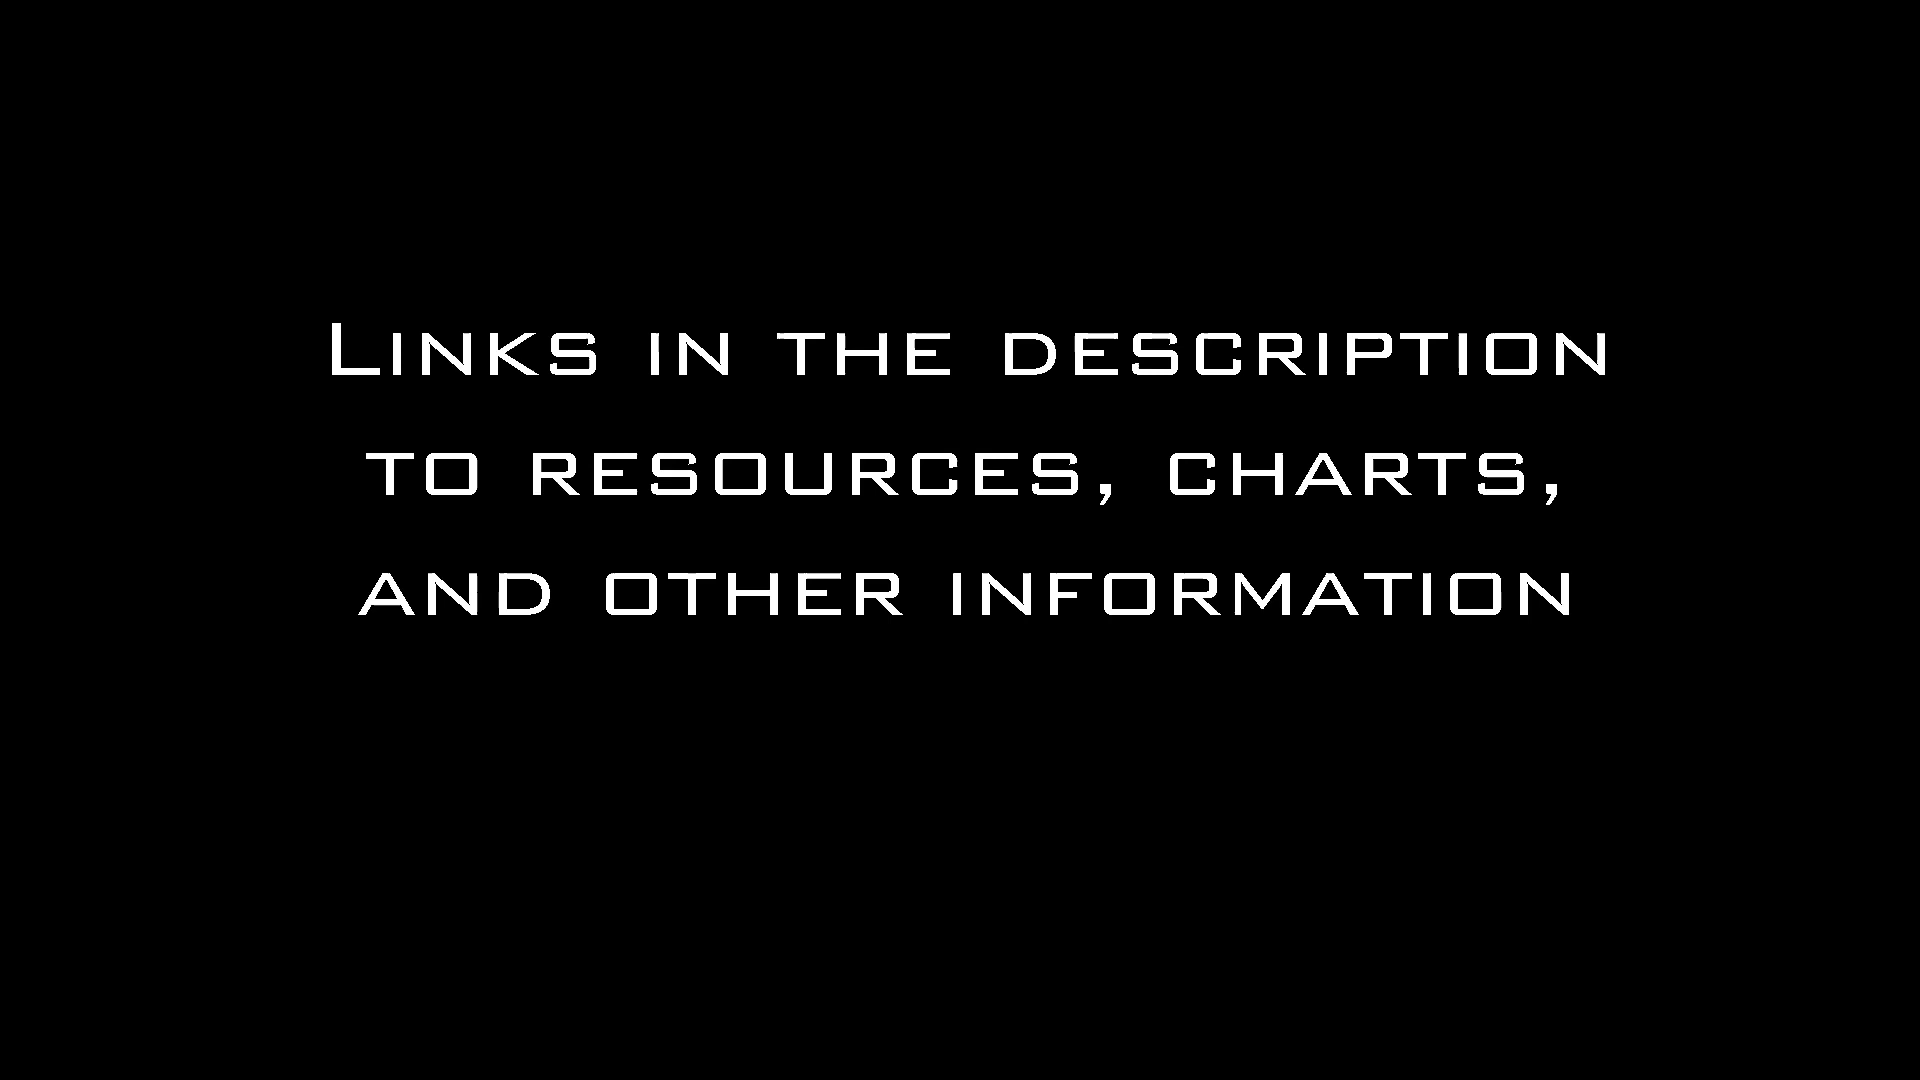 Links in the description
to resources, charts,
and other information